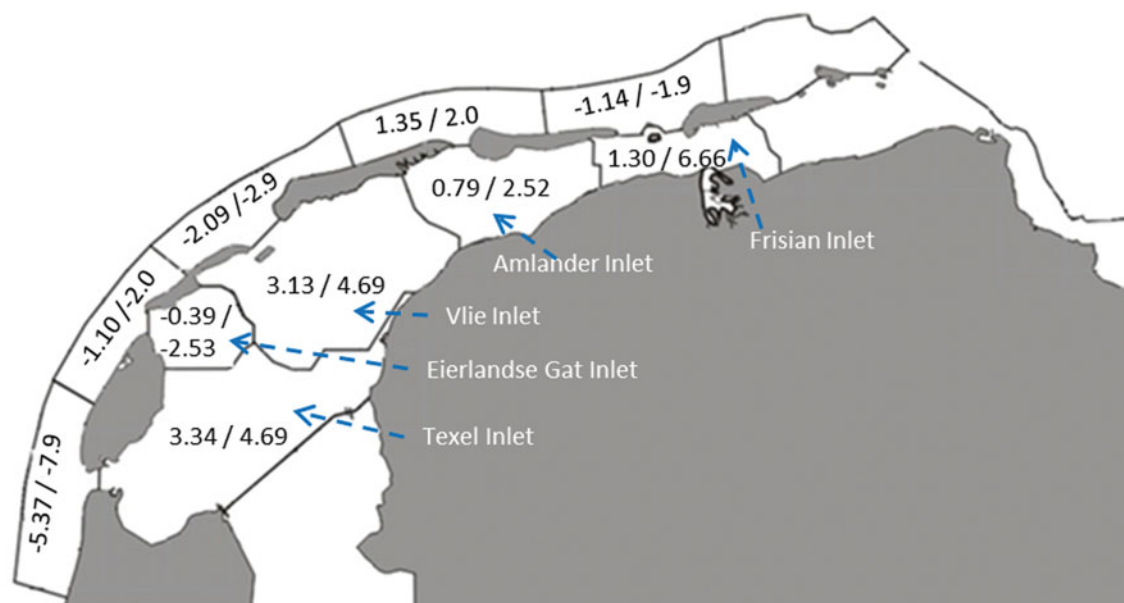 -1.14 / -1.9
1.35 / 2.0
1.30 / 6.66
0.79 / 2.52
-2.09 / -2.9
Frisian Inlet
Amlander Inlet
3.13 / 4.69
Vlie Inlet
-1.10 / -2.0
-0.39 /
-2.53
Eierlandse Gat Inlet
3.34 / 4.69
Texel Inlet
-5.37 / -7.9